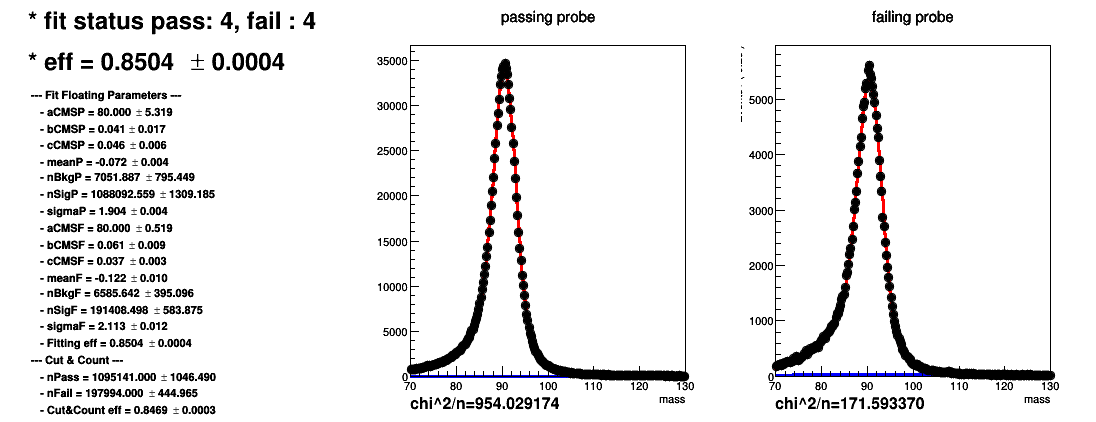 * fit status pass: 4, fail : 4
* eff = 0.8504 ± 0.0004
--- Fit Floating Parameters ---
- aCMSP = 80.000 ± 5.319
- bCMSP = 0.041 ± 0.017
- cCMSP = 0.046 ± 0.006
- meanP = -0.072 ± 0.004
- nBkgP = 7051.887 ± 795.449
- nSigP = 1088092.559 ± 1309.185
- sigmaP = 1.904 ± 0.004
- aCMSF = 80.000 ± 0.519
- bCMSF = 0.061 ± 0.009
- cCMSF = 0.037 ± 0.003
- meanF = -0.122 ± 0.010
- nBkgF = 6585.642 ± 395.096
- nSigF = 191408.498 ± 583.875
- sigmaF = 2.113 ± 0.012
- Fitting eff = 0.8504 ± 0.0004
--- Cut & Count ---
- nPass = 1095141.000 ± 1046.490
- nFail = 197994.000 ± 444.965
- Cut&Count eff = 0.8469 ± 0.0003
passing probe
35000
30000
25000
20000
15000
10000
5000
0
70 80 90 100 110 120 130
mass
chi^2/n=954.029174
failing probe
5000
4000
3000
2000
1000
0
70 80 90 100 110 120 130
mass
chi^2/n=171.593370